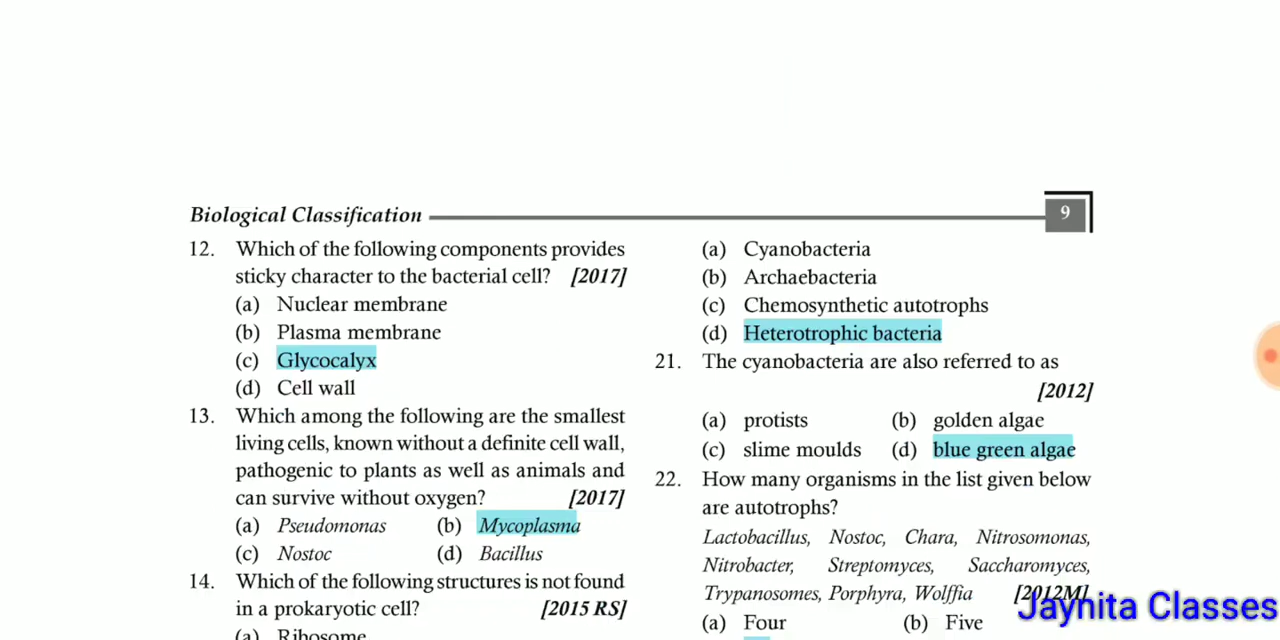 Biological Classification 9
12. Which of the following components provides
sticky character to the bacterial cell? [2017]
(a) Nuclear membrane
(b) Plasma membrane
(c) Glycocalyx
(d) Cell wall
13. Which among the following are the smallest
living cells, known without a definite cell wall,
pathogenic to plants as well as animals and
can survive without oxygen? [2017]
(a) Pseudomonas (b) Mycoplasma
(c) Nostoc (d) Bacillus
14. Which of the following structures is not found
in a prokaryotic cell? [2015 RS]
(a) Ribosome
(a) Cyanobacteria
(b) Archaebacteria
(c) Chemosynthetic autotrophs
(d) Heterotrophic bacteria
21. The cyanobacteria are also referred to as
[2012]
(a) protists (b) golden algae
(c) slime moulds (d) blue green algae
22. How many organisms in the list given below
are autotrophs?
Lactobacillus, Nostoc, Chara, Nitrosomonas,
Nitrobacter, Streptomyces, Saccharomyces,
Trypanosomes, Porphyra, Wolffia [2012M]
(a) Four (b) Five
Jaynita Classes